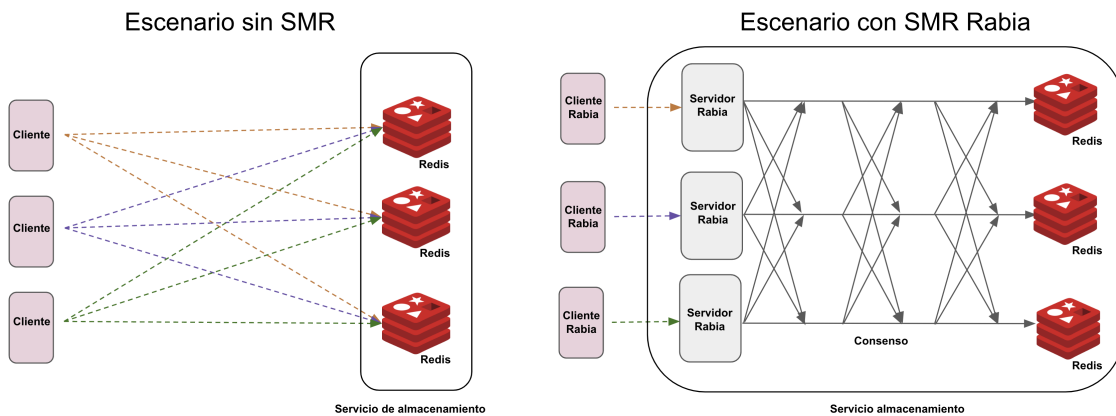 Escenario sin SMR
Cliente
Cliente
Cliente
Redis
Redis
Redis
Servicio de almacenamiento
Escenario con SMR Rabia
Cliente
Rabia
Servidor
Rabia
Redis
Cliente
Rabia
Servidor
Rabia
Redis
Cliente
Rabia
Servidor
Rabia
Consenso
Redis
Servicio almacenamiento